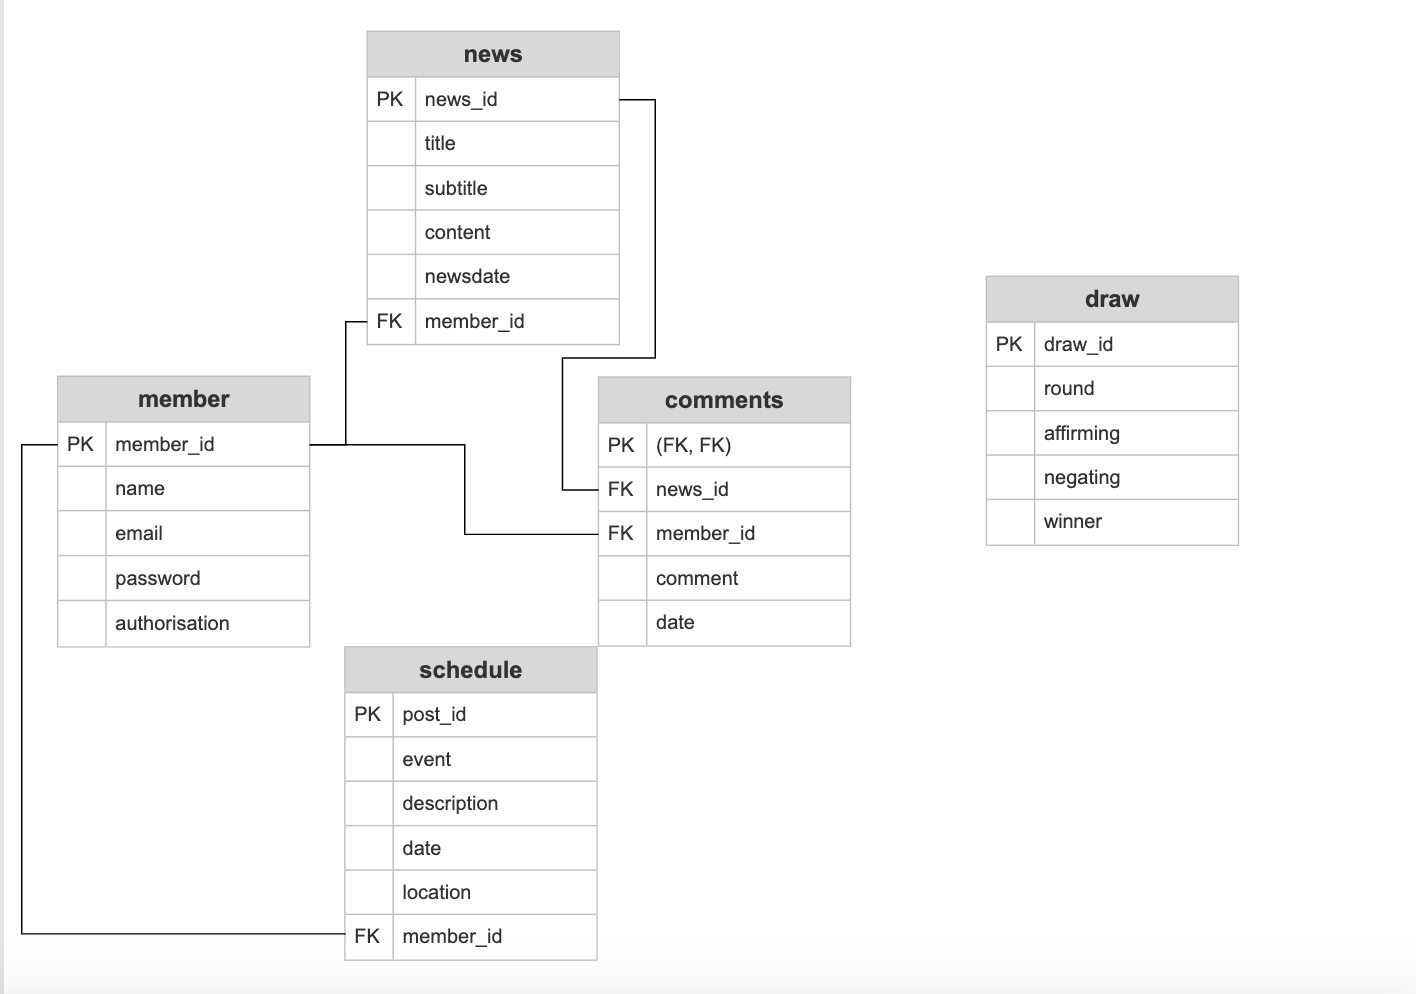 news
PK news_id
title
subtitle
content
newsdate
FK member_id
member
PK member_id
name
email
password
authorisation
comments
PK (FK, FK)
FK news_id
FK member_id
comment
date
schedule
PK post_id
event
description
date
location
FK member_id
draw
PK draw_id
round
affirming
negating
winner